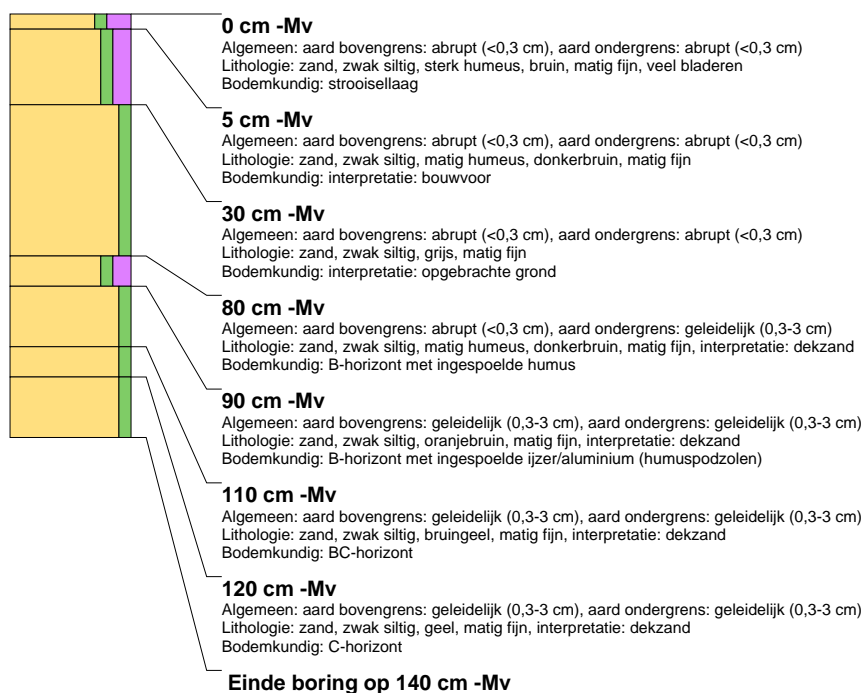 0 cm -Mv
Algemeen: aard bovengrens: abrupt (<0,3 cm), aard ondergrens: abrupt (<0,3 cm)
Lithologie: zand, zwak siltig, sterk humeus, bruin, matig fijn, veel bladeren
Bodemkundig: strooisellaag
5 cm -Mv
Algemeen: aard bovengrens: abrupt (<0,3 cm), aard ondergrens: abrupt (<0,3 cm)
Lithologie: zand, zwak siltig, matig humeus, donkerbruin, matig fijn
Bodemkundig: interpretatie: bouwvoor
30 cm -Mv
Algemeen: aard bovengrens: abrupt (<0,3 cm), aard ondergrens: abrupt (<0,3 cm)
Lithologie: zand, zwak siltig, grijs, matig fijn
Bodemkundig: interpretatie: opgebrachte grond
80 cm -Mv
Algemeen: aard bovengrens: abrupt (<0,3 cm), aard ondergrens: geleidelijk (0,3-3 cm)
Lithologie: zand, zwak siltig, matig humeus, donkerbruin, matig fijn, interpretatie: dekzand
Bodemkundig: B-horizont met ingespoelde humus
90 cm -Mv
Algemeen: aard bovengrens: geleidelijk (0,3-3 cm), aard ondergrens: geleidelijk (0,3-3 cm)
Lithologie: zand, zwak siltig, oranjebruin, matig fijn, interpretatie: dekzand
Bodemkundig: B-horizont met ingespoelde ijzer/aluminium (humuspodzolen)
110 cm -Mv
Algemeen: aard bovengrens: geleidelijk (0,3-3 cm), aard ondergrens: geleidelijk (0,3-3 cm)
Lithologie: zand, zwak siltig, bruingeel, matig fijn, interpretatie: dekzand
Bodemkundig: BC-horizont
120 cm -Mv
Algemeen: aard bovengrens: geleidelijk (0,3-3 cm), aard ondergrens: geleidelijk (0,3-3 cm)
Lithologie: zand, zwak siltig, geel, matig fijn, interpretatie: dekzand
Bodemkundig: C-horizont
Einde boring op 140 cm -Mv